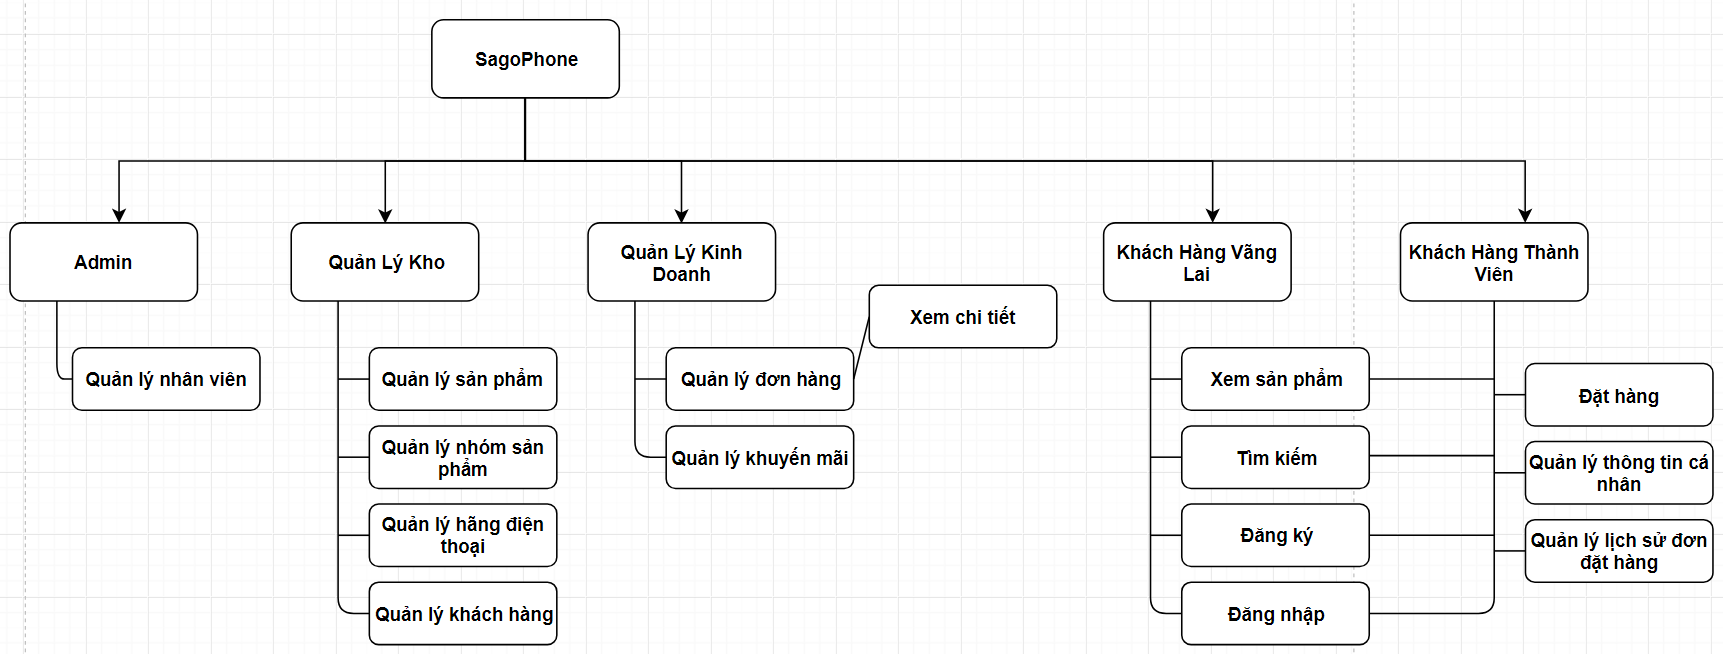 SagoPhone
Admin
Quản Lý Kho
Quản Lý Kinh
Doanh
Khách Hàng Vãng
Lai
Khách Hàng Thành
Viên
Xem chi tiết
Quản lý nhân viên
Quản lý sản phẩm
Quản lý nhóm sản
phẩm
Quản lý hãng điện
thoại
Quản lý khách hàng
Quản lý đơn hàng
Quản lý khuyến mãi
Xem sản phẩm
Tìm kiếm
Đăng ký
Đăng nhập
Đặt hàng
Quản lý thông tin cá
nhân
Quản lý lịch sử đơn
đặt hàng